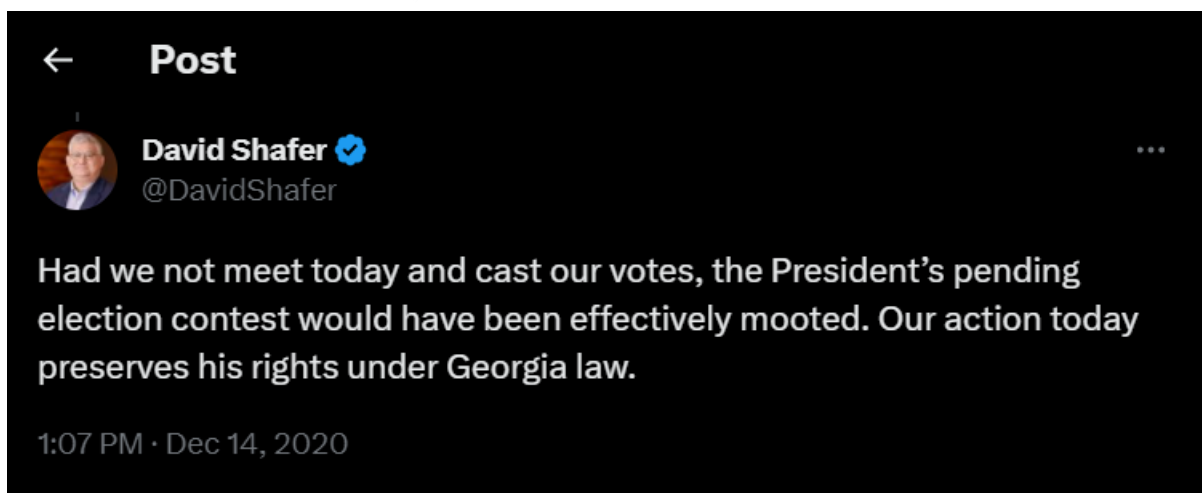 Post
David Shafer
@DavidShafer
Had we not meet today and cast our votes, the President’s pending
election contest would have been effectively mooted. Our action today
preserves his rights under Georgia law.
1:07 PM · Dec 14, 2020